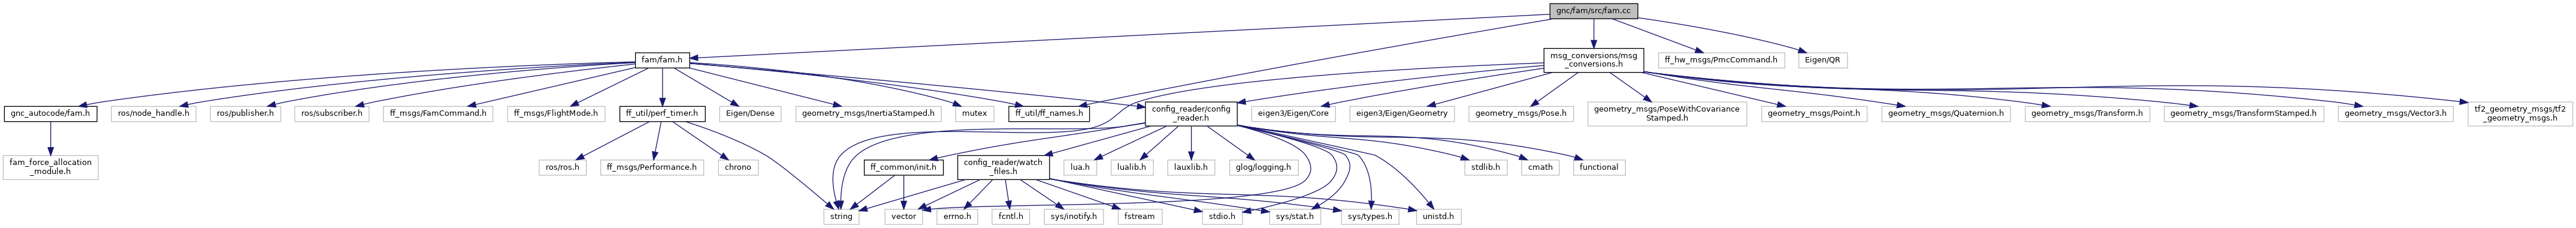 gnc/fam/src/fam.cc
fam/fam.h
msg_conversions/msg
_conversions.h
ff_hw_msgs/PmcCommand.h
Eigen/QR
gnc_autocode/fam.h
ros/node_handle.h
ros/publisher.h
ros/subscriber.h
ff_msgs/FamCommand.h
ff_msgs/FlightMode.h
ff_util/perf_timer.h
Eigen/Dense
geometry_msgs/InertiaStamped.h
mutex
ff_util/ff_names.h
config_reader/config
_reader.h
eigen3/Eigen/Core
eigen3/Eigen/Geometry
geometry_msgs/Pose.h
geometry_msgs/PoseWithCovariance
Stamped.h
geometry_msgs/Point.h
geometry_msgs/Quaternion.h
geometry_msgs/Transform.h
geometry_msgs/TransformStamped.h
geometry_msgs/Vector3.h
tf2_geometry_msgs/tf2
_geometry_msgs.h
fam_force_allocation
_module.h
ros/ros.h
ff_msgs/Performance.h
chrono
ff_common/init.h
config_reader/watch
_files.h
lua.h
lualib.h
lauxlib.h
glog/logging.h
stdlib.h
cmath
functional
string
vector
errno.h
fcntl.h
sys/inotify.h
fstream
stdio.h
sys/stat.h
sys/types.h
unistd.h